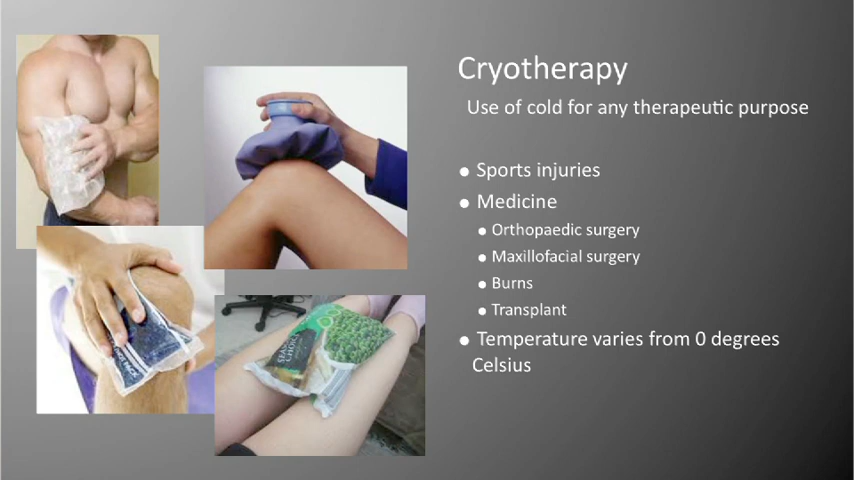 Cryotherapy
Use of cold for any therapeutic purpose
● Sports injuries
● Medicine
● Orthopaedic surgery
● Maxillofacial surgery
● Burns
● Transplant
● Temperature varies from 0 degrees
Celsius